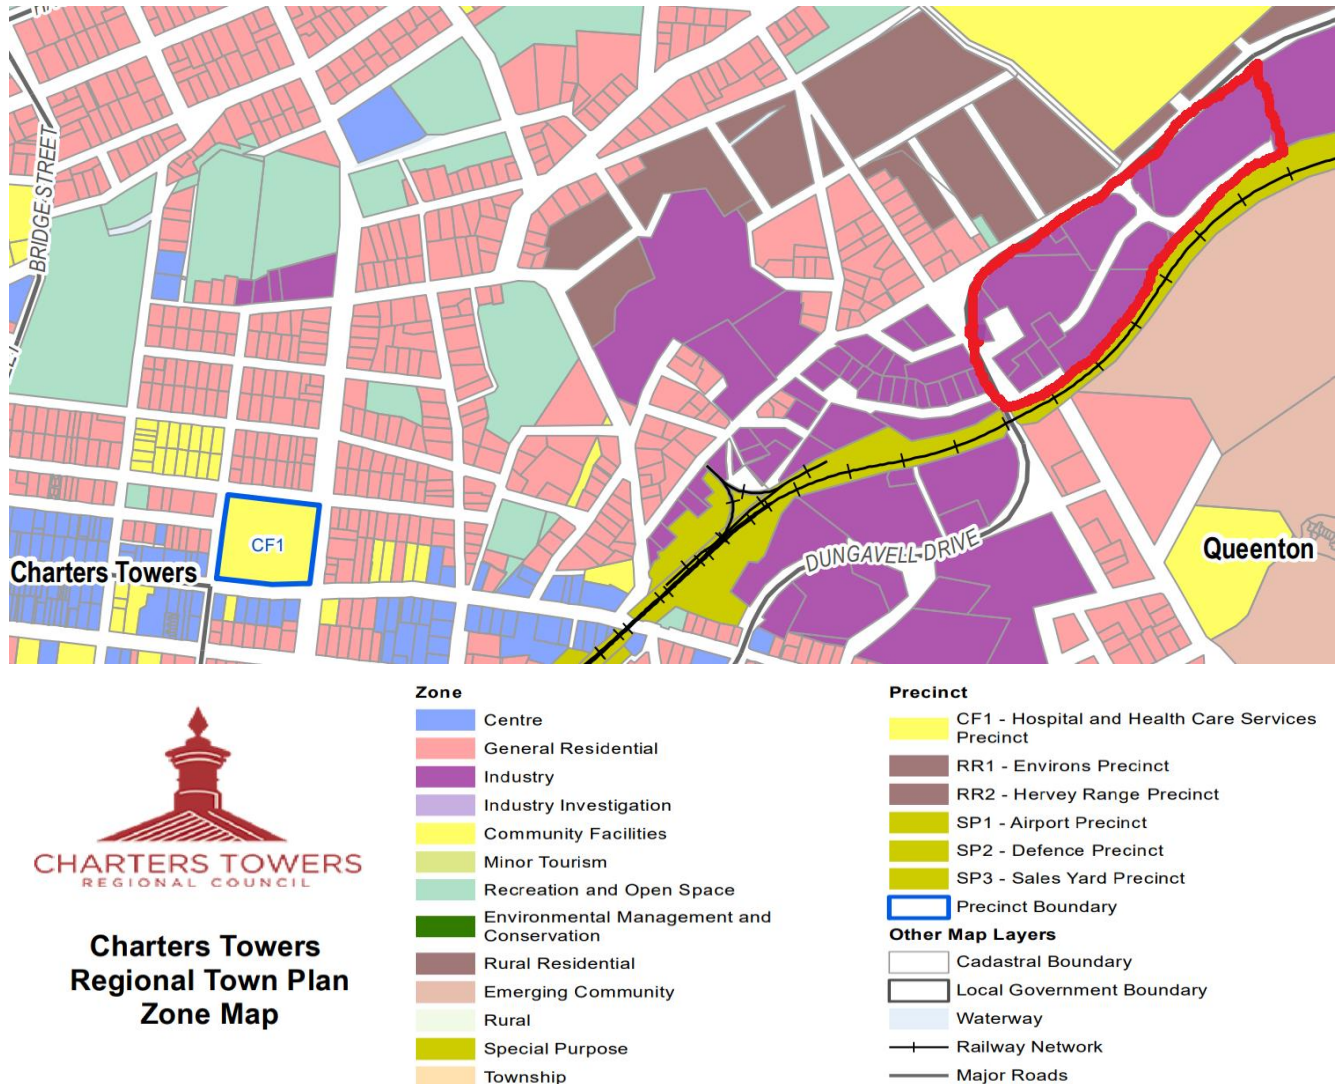 BRIDGE STREET
CF1
Charters Towers
DUNGAVELL DRIVE
Queenton
CHARTERS TOWERS
REGIONAL COUNCIL
Charters Towers
Regional Town Plan
Zone Map
Zone
Centre
General Residential
Industry
Industry Investigation
Community Facilities
Minor Tourism
Recreation and Open Space
Environmental Management and
Conservation
Rural Residential
Emerging Community
Rural
Special Purpose
Township
Precinct
CF1 - Hospital and Health Care Services
Precinct
RR1 - Environs Precinct
RR2 - Hervey Range Precinct
SP1 - Airport Precinct
SP2 - Defence Precinct
SP3 - Sales Yard Precinct
Precinct Boundary
Other Map Layers
Cadastral Boundary
Local Government Boundary
Waterway
Railway Network
Major Roads